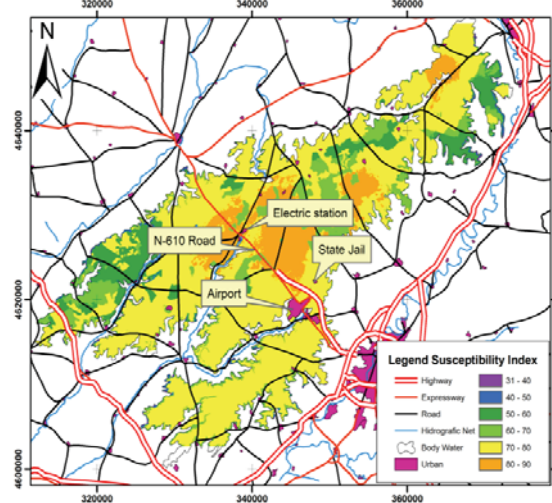 320000 340000 360000
N
4640000
4620000
4600000
Electric station
N-610 Road
State Jail
Airport
Legend Susceptibility Index
Highway 31 - 40
Expressway 40 - 50
Road 50 - 60
Hidrografic Net 60 - 70
Body Water 70 - 80
Urban 80 - 90
320000 340000 360000